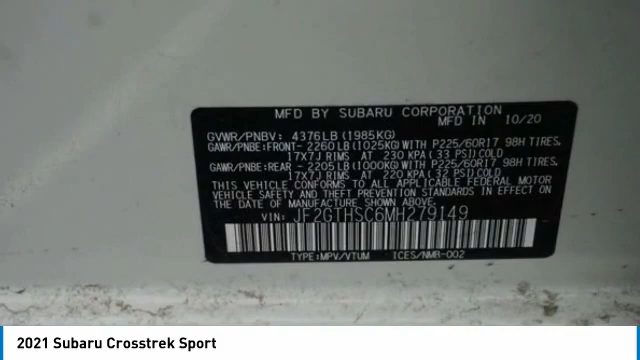 MFD BY SUBARU CORPORATION
MFD IN 10/20
GVWR/PNBV: 4376LB(1985KG)
GAWR/PNBE:FRONT- 2260LB(1025KG)WITH P225/60R17 98H TIRES.
17X7J RIMS AT 230 KPA(33 PSI)COLD
GAWR/PNBE:REAR - 2205LB(1000KG)WITH P225/60R17 98H TIRES.
17X7J RIMS AT 220 KPA(32 PSI)COLD
THIS VEHICLE CONFORMS TO ALL APPLICABLE FEDERAL MOTOR
VEHICLE SAFETY AND THEFT PREVENTION STANDARDS IN EFFECT ON
THE DATE OF MANUFACTURE SHOWN ABOVE.
VIN: JF2GTHSC6MH279149
TYPE:MPV/VTUM ICES/NMB-002
2021 Subaru Crosstrek Sport